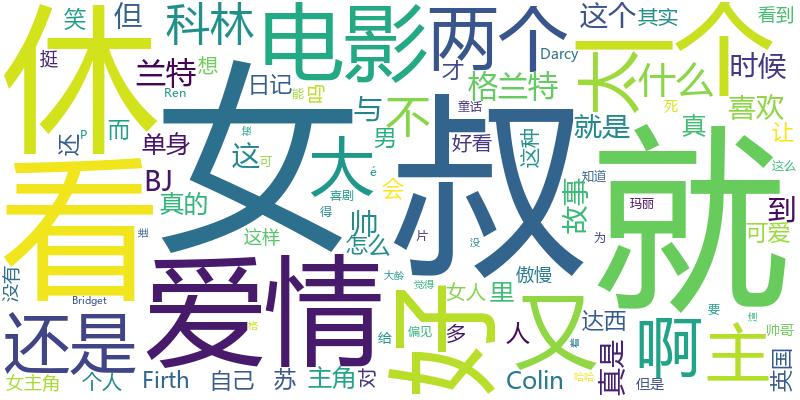 休
看
女
叔
就
爱情
电影
两个
好
还是
又
啊
主
大
不
太
个
一
科林
什么
格兰特
兰特
但
笑
挺
想
日记
吗
才
Darcy
这个
其实
看到
时候
喜欢
让
真
死
能
Ren
P
还
而
单身
这
与
男
童话
好看
这种
就是
BJ
真的
é
会
可
喜剧
帅
得
怎么
这样
故事
知道
玛丽
到
可爱
这么
没有
Bridget
片
没
为
大龄
觉得
傲慢
女人
里
给
偏见
多
人
达西
要
帅哥
女主角
个人
Firth
自己
苏
主角
对
Colin
哈哈
真是
但是
英国